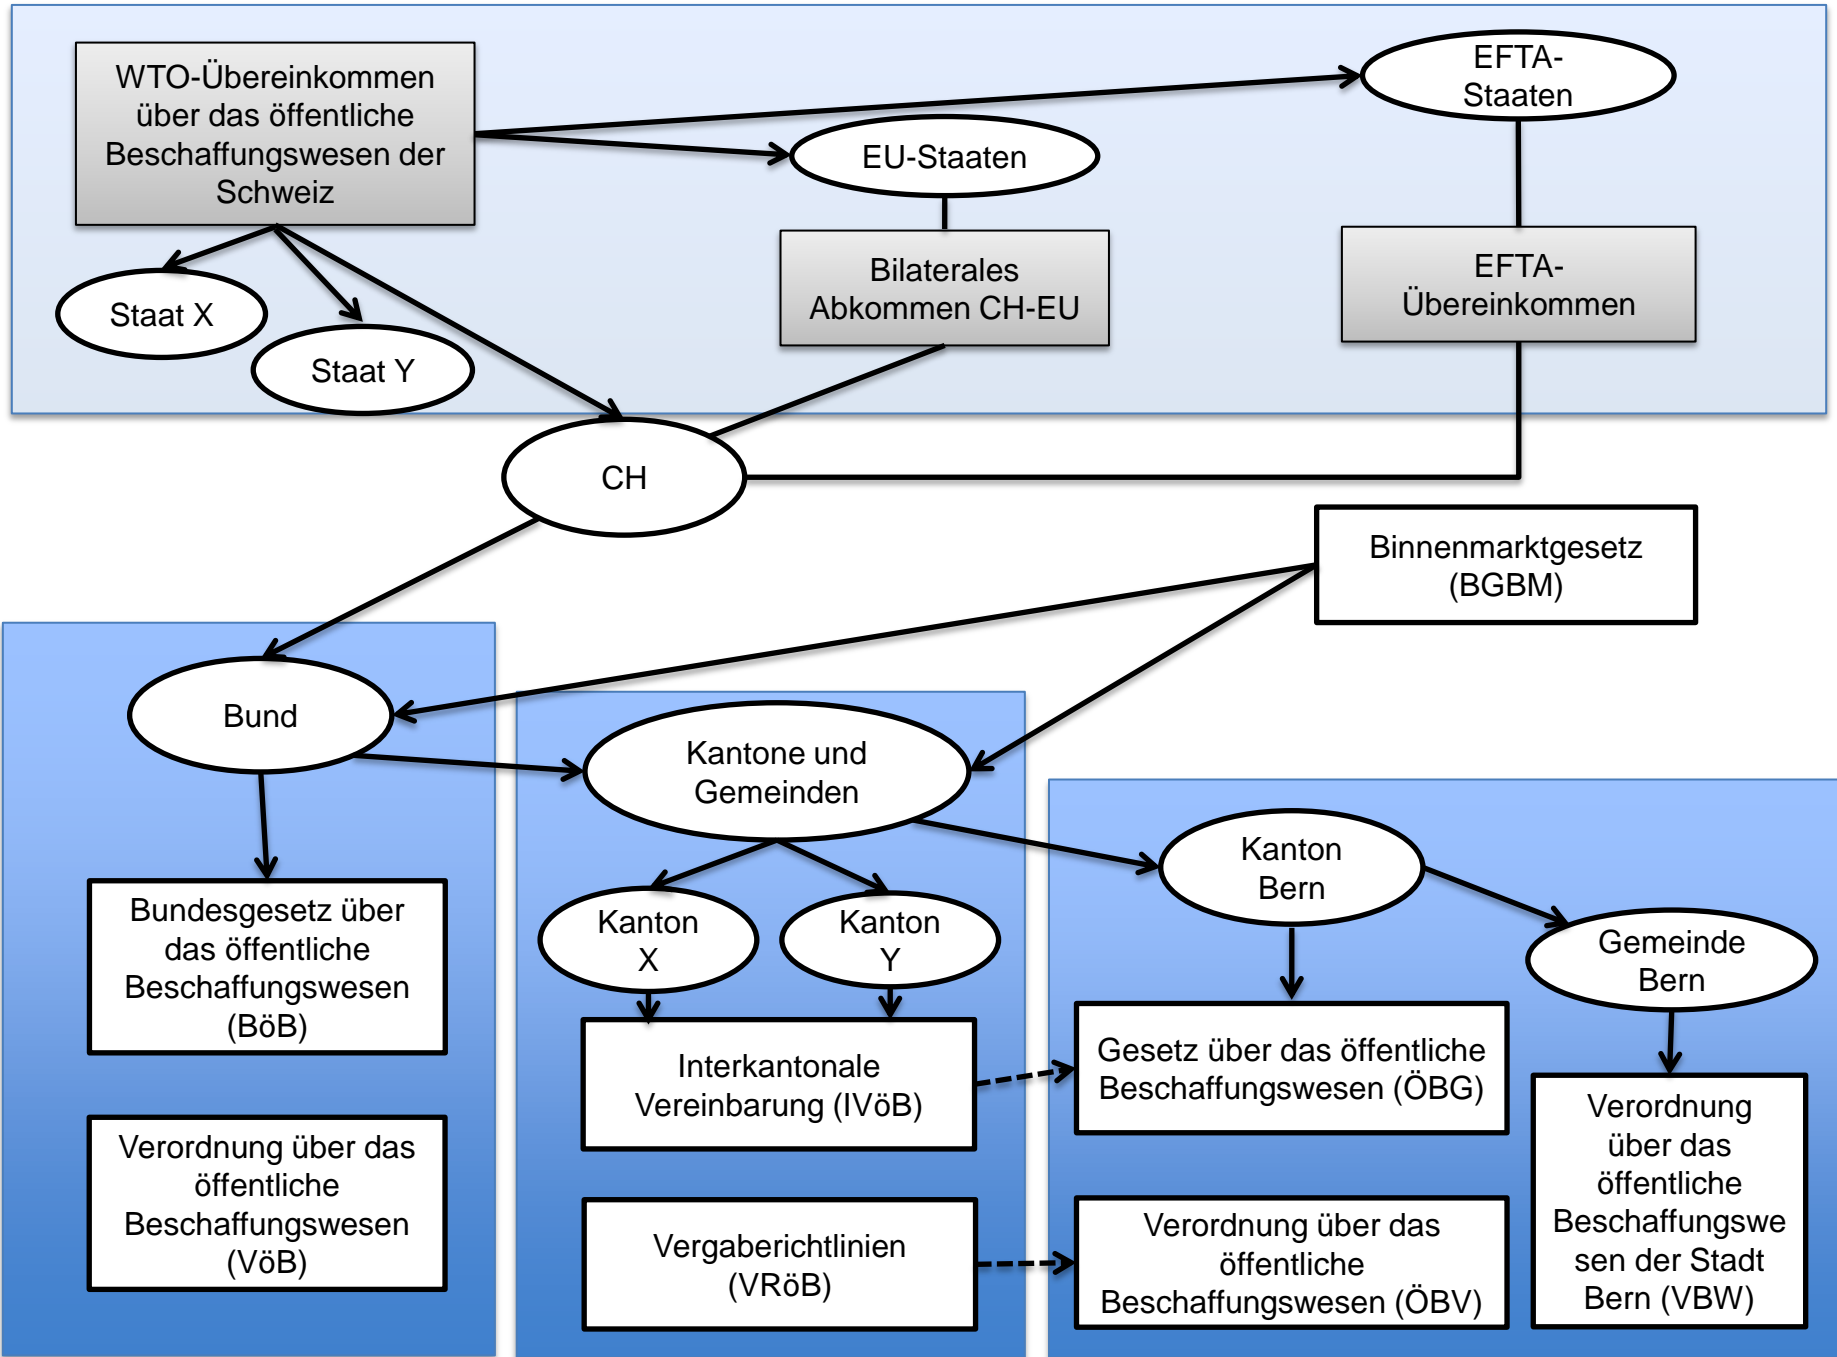 WTO-Übereinkommen
über das öffentliche
Beschaffungswesen der
Schweiz
EFTA-
Staaten
EU-Staaten
Staat X
Staat Y
Bilaterales
Abkommen CH-EU
EFTA-
Übereinkommen
CH
Binnenmarktgesetz
(BGBM)
Bund
Kantone und
Gemeinden
Kanton
Bern
Gemeinde
Bern
Kanton
X
Kanton
Y
Bundesgesetz über
das öffentliche
Beschaffungswesen
(BöB)
Verordnung über das
öffentliche
Beschaffungswesen
(VöB)
Interkantonale
Vereinbarung (IVöB)
Vergaberichtlinien
(VRöB)
Gesetz über das öffentliche
Beschaffungswesen (ÖBG)
Verordnung über das
öffentliche
Beschaffungswesen (ÖBV)
Verordnung
über das
öffentliche
Beschaffungswe
sen der Stadt
Bern (VBW)